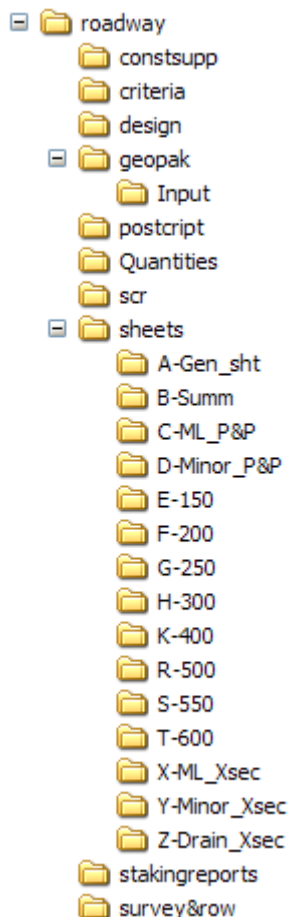 roadway
constsupp
criteria
design
geopak
Input
postcript
Quantities
scr
sheets
A-Gen_sht
B-Summ
C-ML_P&P
D-Minor_P&P
E-150
F-200
G-250
H-300
K-400
R-500
S-550
T-600
X-ML_Xsec
Y-Minor_Xsec
Z-Drain_Xsec
stakingreports
survey&row